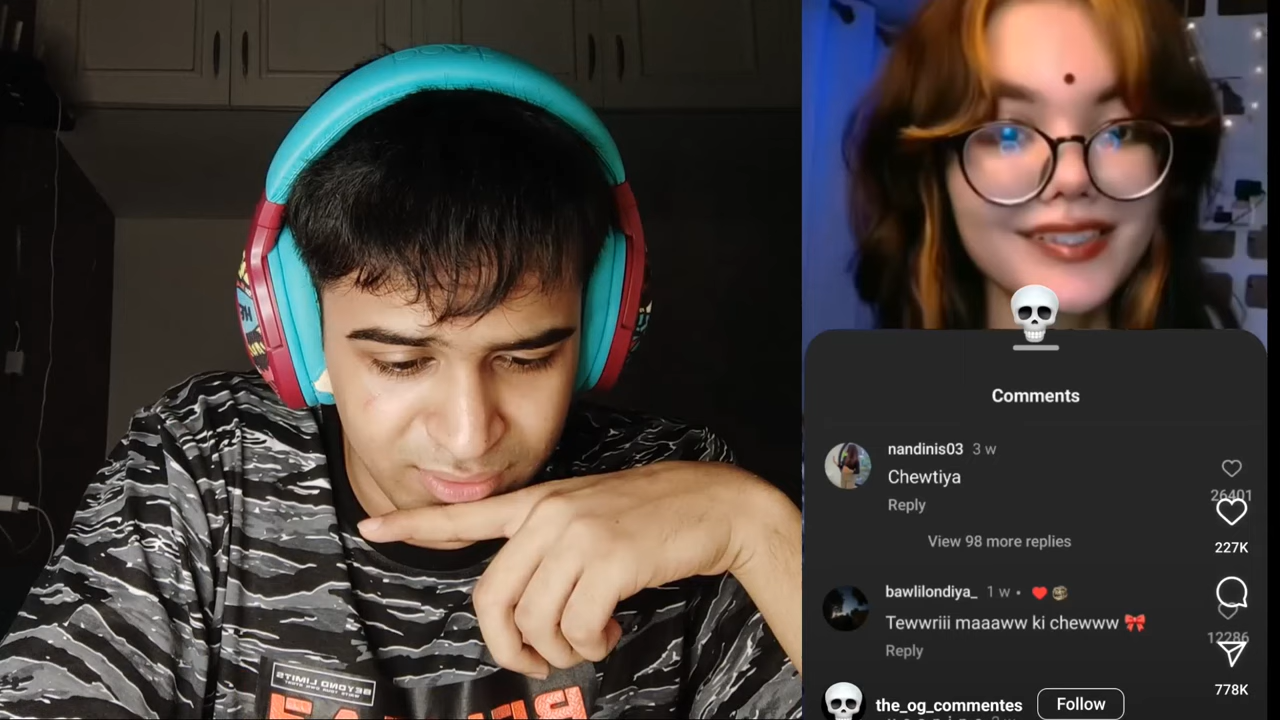 BEYOND LIMITS
Comments
nandinis03 3 w
Chewtiya
Reply
26401
View 98 more replies
227K
bawlilondiya_ 1 w • ❤️
Tewwriii maaaww ki chewww 🎀
Reply
12286
778K
the_og_commentes
Follow